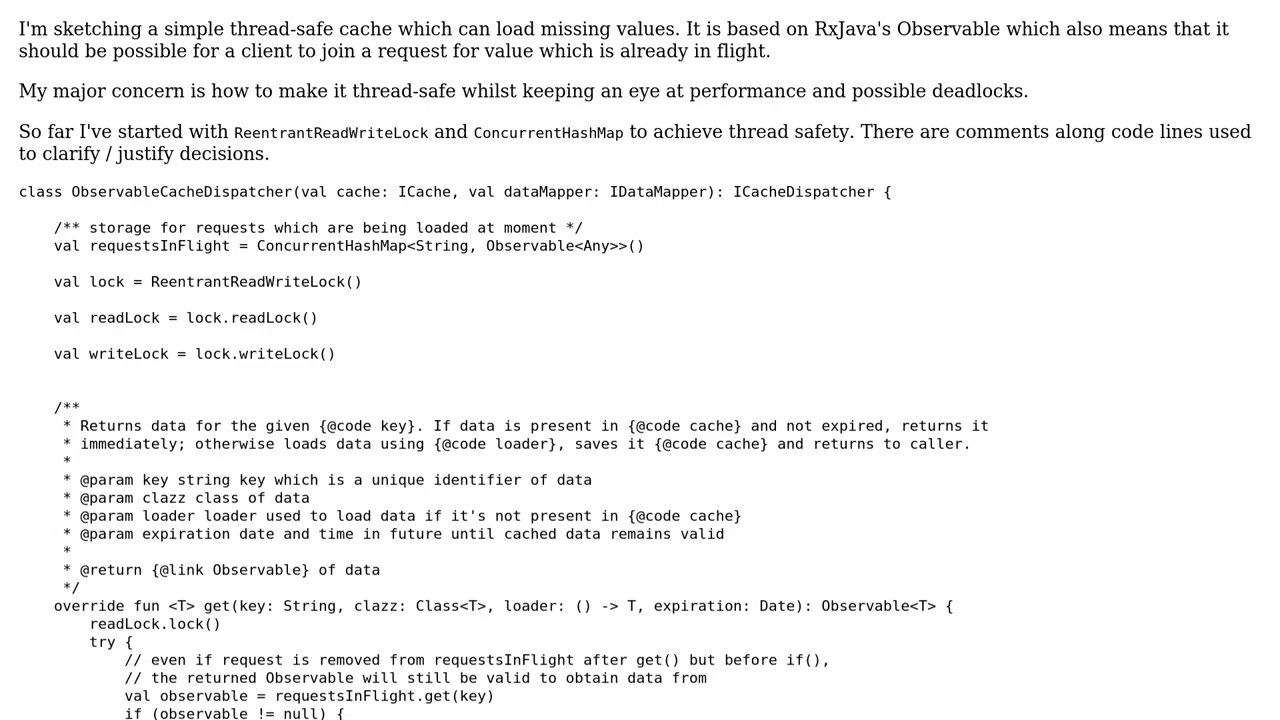 I'm sketching a simple thread-safe cache which can load missing values. It is based on RxJava's Observable which also means that it
should be possible for a client to join a request for value which is already in flight.
My major concern is how to make it thread-safe whilst keeping an eye at performance and possible deadlocks.
So far I've started with ReentrantReadWriteLock and ConcurrentHashMap to achieve thread safety. There are comments along code lines used
to clarify / justify decisions.
class ObservableCacheDispatcher(val cache: ICache, val dataMapper: IDataMapper): ICacheDispatcher {
    /** storage for requests which are being loaded at moment */
    val requestsInFlight = ConcurrentHashMap<String, Observable<Any>>()
    val lock = ReentrantReadWriteLock()
    val readLock = lock.readLock()
    val writeLock = lock.writeLock()
    /**
     * Returns data for the given {@code key}. If data is present in {@code cache} and not expired, returns it
     * immediately; otherwise loads data using {@code loader}, saves it {@code cache} and returns to caller.
     *
     * @param key string key which is a unique identifier of data
     * @param clazz class of data
     * @param loader loader used to load data if it's not present in {@code cache}
     * @param expiration date and time in future until cached data remains valid
     *
     * @return {@link Observable} of data
     */
    override fun <T> get(key: String, clazz: Class<T>, loader: () -> T, expiration: Date): Observable<T> {
        readLock.lock()
        try {
            // even if request is removed from requestsInFlight after get() but before if(),
            // the returned Observable will still be valid to obtain data from
            val observable = requestsInFlight.get(key)
            if (observable != null) {